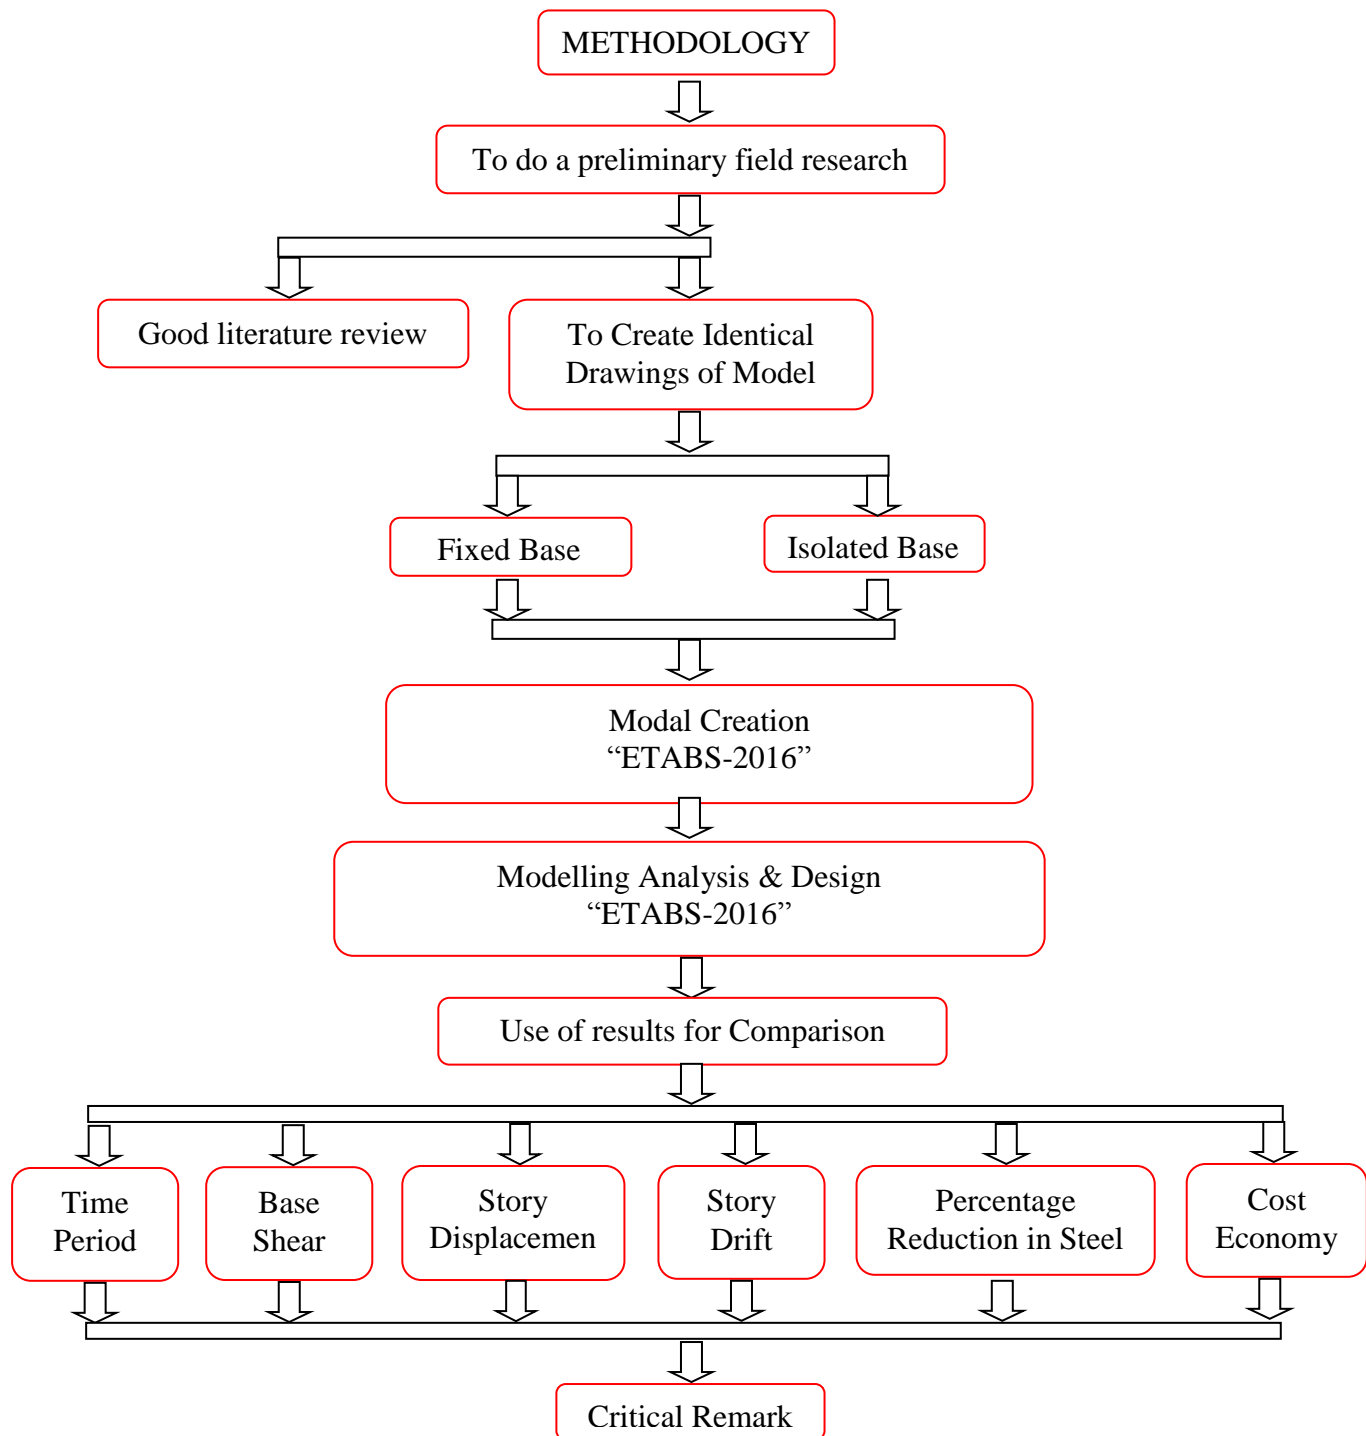 METHODOLOGY
To do a preliminary field research
Good literature review
To Create Identical
Drawings of Model
Fixed Base
Isolated Base
Modal Creation
“ETABS-2016”
Modelling Analysis & Design
“ETABS-2016”
Use of results for Comparison
Time
Period
Base
Shear
Story
Displacemen
Story
Drift
Percentage
Reduction in Steel
Cost
Economy
Critical Remark